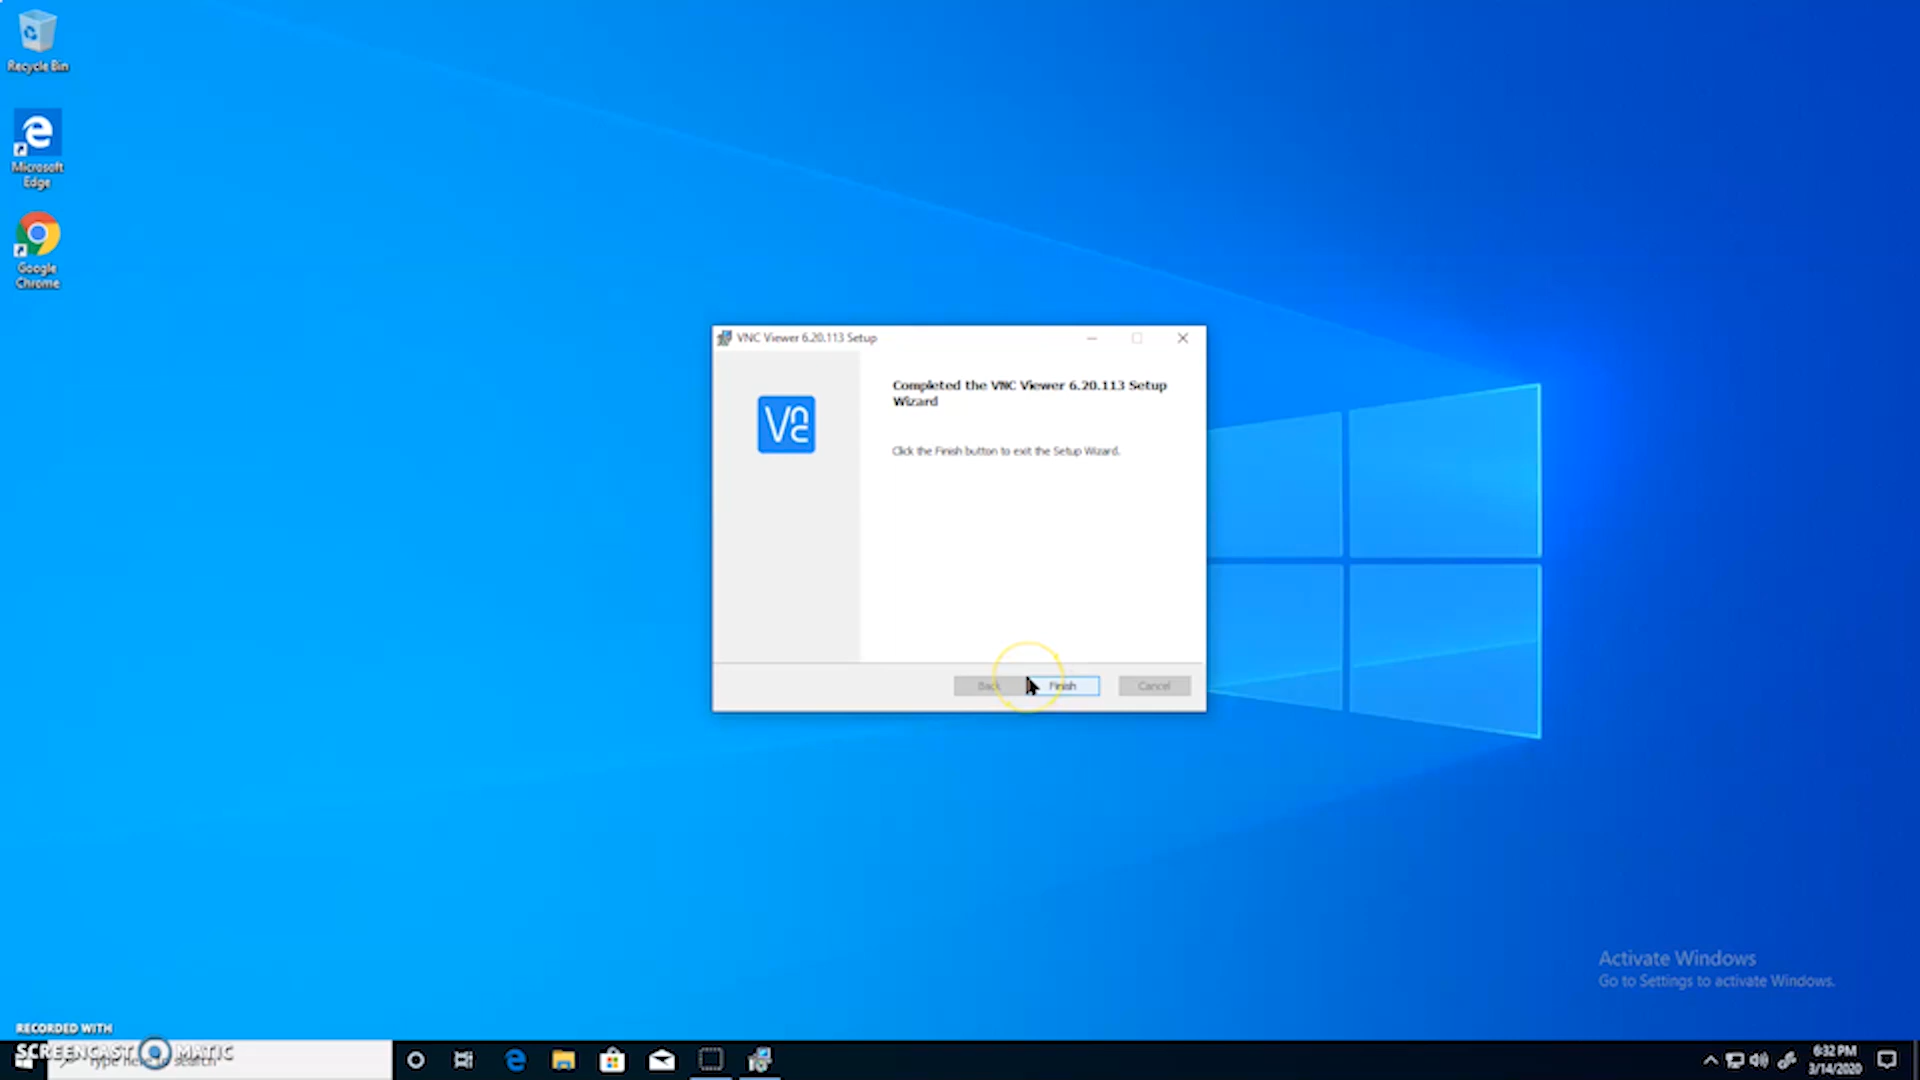 Recycle Bin
Microsoft
Edge
Google
Chrome
VNC Viewer 6.20.113 Setup
Completed the VNC Viewer 6.20.113 Setup
Wizard
Click the Finish button to exit the Setup Wizard.
Back
Finish
Cancel
Activate Windows
Go to Settings to activate Windows.
RECORDED WITH
SCREENCAST MATIC
Type here to search
6:32 PM
3/14/2020